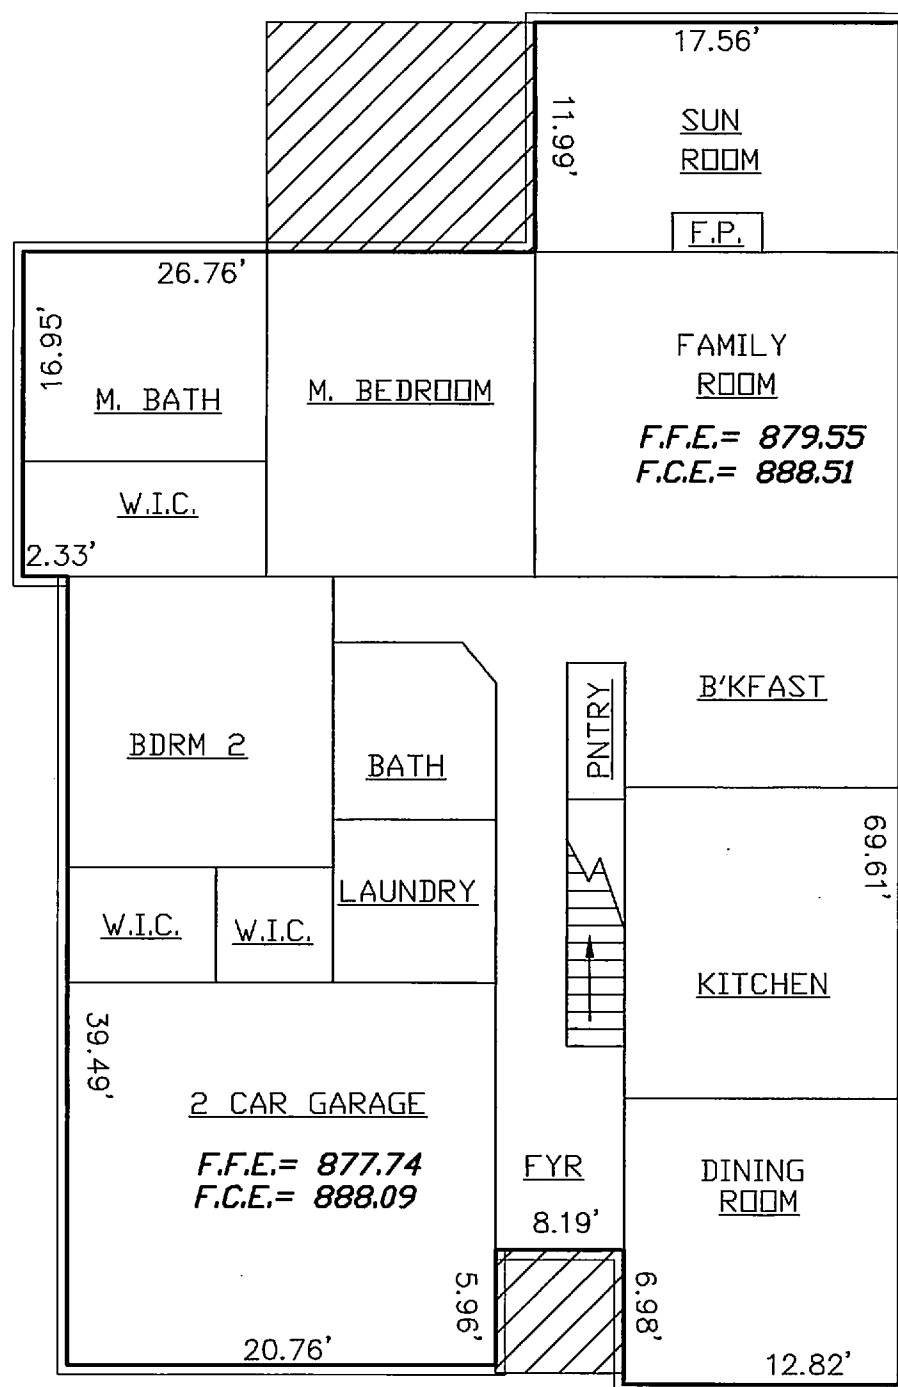 17.56'
11.99'
SUN
ROOM
F.P.
26.76'
16.95'
M. BATH
M. BEDROOM
FAMILY
ROOM
F.F.E.= 879.55
F.C.E.= 888.51
W.I.C.
2.33'
BDRM 2
BATH
PNTRY
B'KFAST
69.61'
LAUNDRY
W.I.C.
W.I.C.
KITCHEN
39.49'
2 CAR GARAGE
F.F.E.= 877.74
F.C.E.= 888.09
FYR
8.19'
DINING
ROOM
5.96'
6.98'
20.76'
12.82'